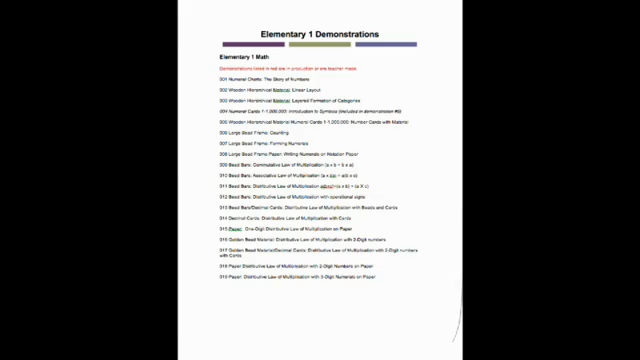 Elementary 1 Demonstrations
Elementary 1 Math
Demonstrations listed in red are in production or are teacher made.
001 Numeral Charts: The Story of Numbers
002 Wooden Hierarchical Material: Linear Layout
003 Wooden Hierarchical Material: Layered Formation of Categories
004 Numeral Cards 1-1,000,000: Introduction to Symbols (included in demonstration #5)
005 Wooden Hierarchical Material/Numeral Cards 1-1,000,000: Number Cards with Material
006 Large Bead Frame: Counting
007 Large Bead Frame: Forming Numerals
008 Large Bead Frame Paper: Writing Numerals on Notation Paper
009 Bead Bars: Commutative Law of Multiplication (a x b = b x a)
010 Bead Bars: Associative Law of Multiplication
011 Bead Bars: Distributive Law of Multiplication
012 Bead Bars: Distributive Law of Multiplication with operational signs
013 Bead Bars/Decimal Cards: Distributive Law of Multiplication with Beads and Cards
014 Decimal Cards: Distributive Law of Multiplication with Cards
015 Paper: One-Digit Distributive Law of Multiplication on Paper
016 Golden Bead Material: Distributive Law of Multiplication with 2-Digit numbers
017 Golden Bead Material/Decimal Cards: Distributive Law of Multiplication with 2-Digit numbers
with Cards
018 Paper: Distributive Law of Multiplication with 2-Digit Numbers on Paper
019 Paper: Distributive Law of Multiplication with 3-Digit Numerals on Paper